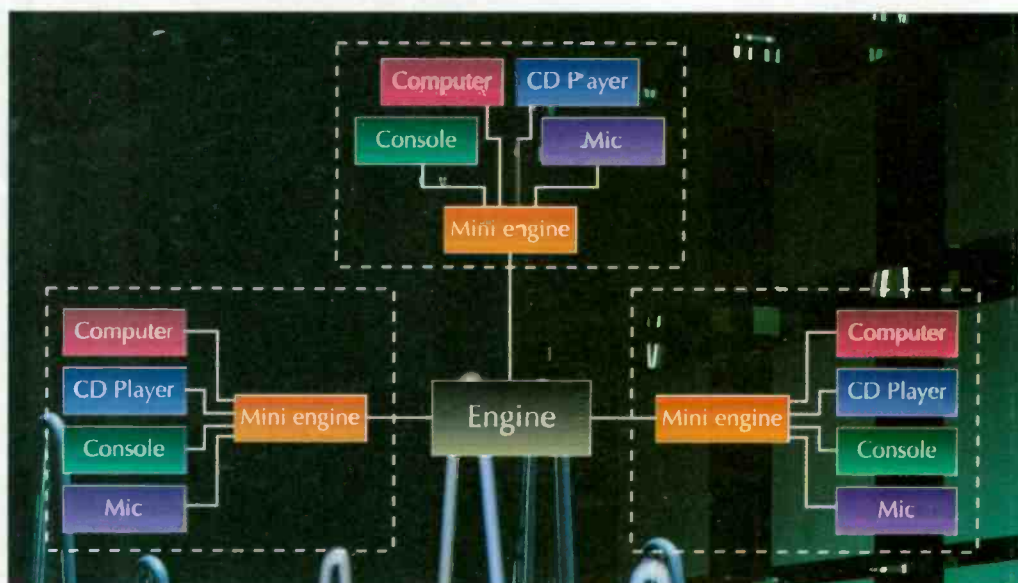 Computer
CD Player
Console
Mic
Mini engine
Computer
CD Player
Console
Mic
Mini engine
Engine
Mini engine
Computer
CD Player
Console
Mic